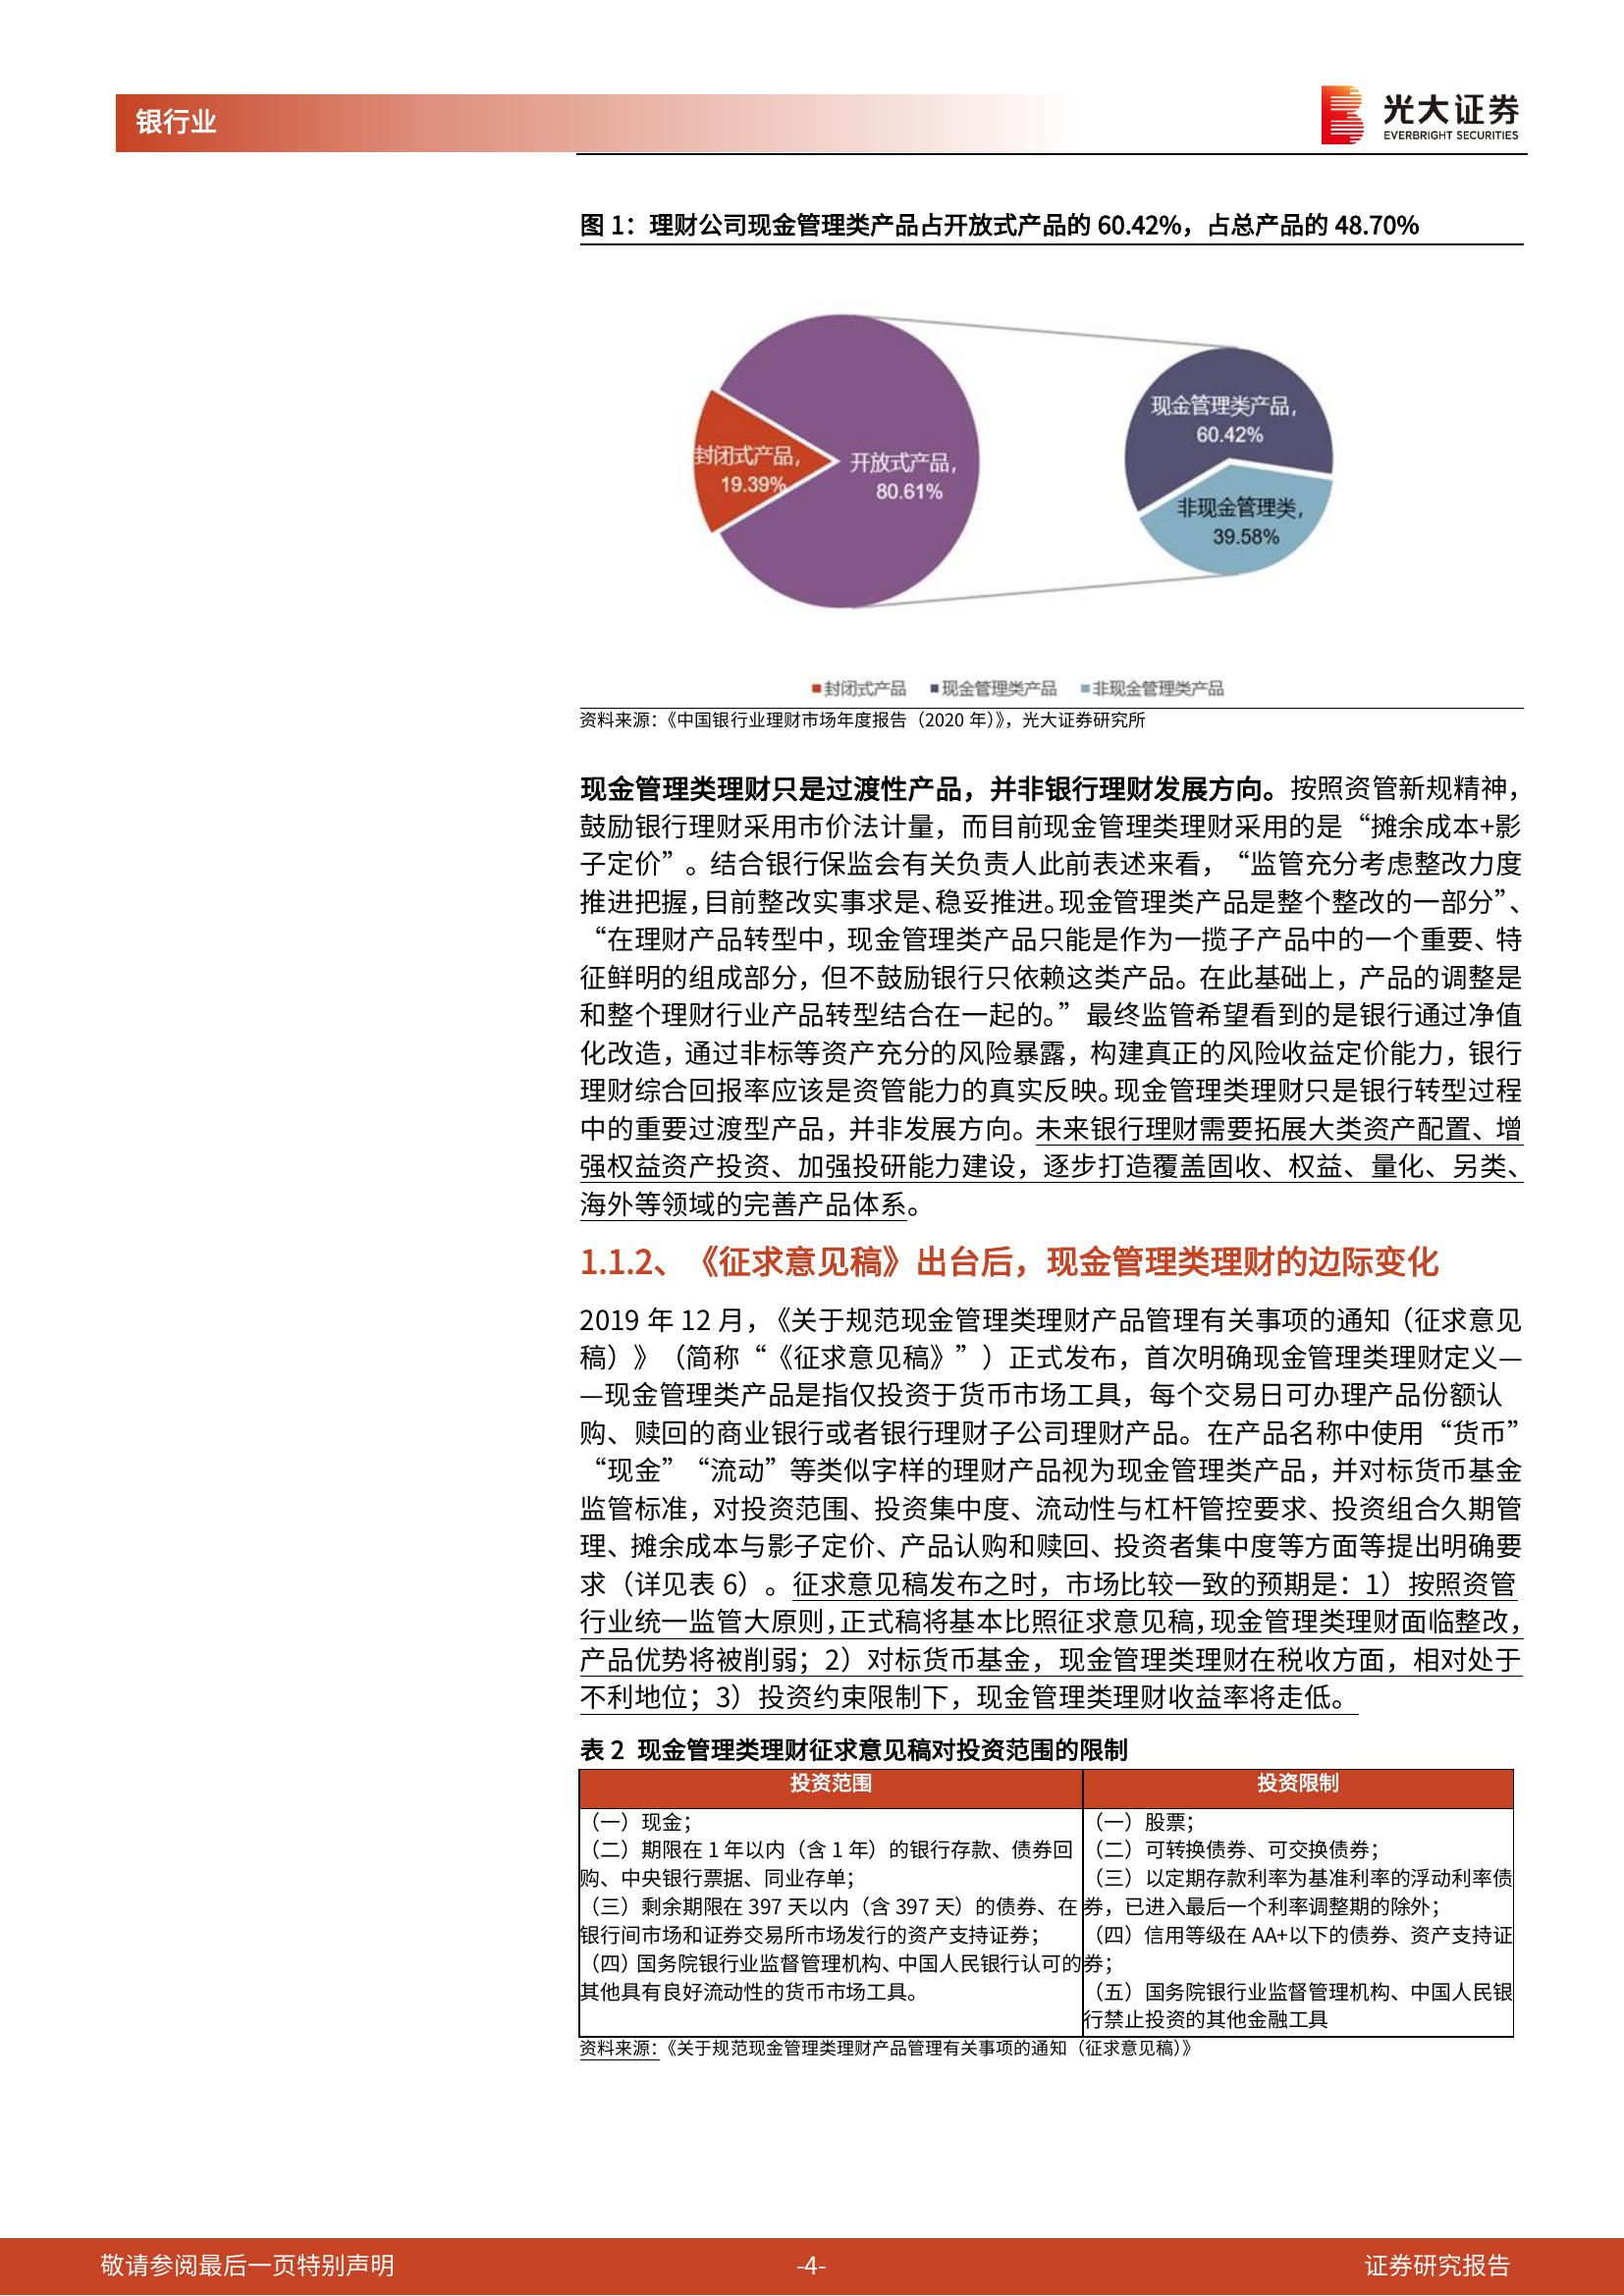 银行业
光大证券
EVERBRIGHT SECURITIES
图 1：理财公司现金管理类产品占开放式产品的 60.42%，占总产品的 48.70%
封闭式产品，
19.39%
开放式产品，
80.61%
现金管理类产品，
60.42%
非现金管理类，
39.58%
封闭式产品 现金管理类产品 非现金管理类产品
资料来源：《中国银行业理财市场年度报告（2020 年）》，光大证券研究所
现金管理类理财只是过渡性产品，并非银行理财发展方向。按照资管新规精神，
鼓励银行理财采用市价法计量，而目前现金管理类理财采用的是“摊余成本+影
子定价”。结合银行保监会有关负责人此前表述来看，“监管充分考虑整改力度
推进把握，目前整改实事求是、稳妥推进。现金管理类产品是整个整改的一部分”、
“在理财产品转型中，现金管理类产品只能是作为一揽子产品中的一个重要、特
征鲜明的组成部分，但不鼓励银行只依赖这类产品。在此基础上，产品的调整是
和整个理财行业产品转型结合在一起的。”最终监管希望看到的是银行通过净值
化改造，通过非标等资产充分的风险暴露，构建真正的风险收益定价能力，银行
理财综合回报率应该是资管能力的真实反映。现金管理类理财只是银行转型过程
中的重要过渡型产品，并非发展方向。未来银行理财需要拓展大类资产配置、增
强权益资产投资、加强投研能力建设，逐步打造覆盖固收、权益、量化、另类、
海外等领域的完善产品体系。
1.1.2、《征求意见稿》出台后，现金管理类理财的边际变化
2019 年 12 月，《关于规范现金管理类理财产品管理有关事项的通知（征求意见
稿）》（简称“《征求意见稿》”）正式发布，首次明确现金管理类理财定义—
—现金管理类产品是指仅投资于货币市场工具，每个交易日可办理产品份额认
购、赎回的商业银行或者银行理财子公司理财产品。在产品名称中使用“货币”
“现金”“流动”等类似字样的理财产品视为现金管理类产品，并对标货币基金
监管标准，对投资范围、投资集中度、流动性与杠杆管控要求、投资组合久期管
理、摊余成本与影子定价、产品认购和赎回、投资者集中度等方面等提出明确要
求（详见表 6）。征求意见稿发布之时，市场比较一致的预期是：1）按照资管
行业统一监管大原则，正式稿将基本比照征求意见稿，现金管理类理财面临整改，
产品优势将被削弱；2）对标货币基金，现金管理类理财在税收方面，相对处于
不利地位；3）投资约束限制下，现金管理类理财收益率将走低。
表 2 现金管理类理财征求意见稿对投资范围的限制
投资范围
（一）现金；
（二）期限在 1 年以内（含 1 年）的银行存款、债券回
购、中央银行票据、同业存单；
（三）剩余期限在 397 天以内（含 397 天）的债券、在
银行间市场和证券交易所市场发行的资产支持证券；
（四）国务院银行业监督管理机构、中国人民银行认可的
其他具有良好流动性的货币市场工具。
投资限制
（一）股票；
（二）可转换债券、可交换债券；
（三）以定期存款利率为基准利率的浮动利率债
券，已进入最后一个利率调整期的除外；
（四）信用等级在 AA+以下的债券、资产支持证
券；
（五）国务院银行业监督管理机构、中国人民银
行禁止投资的其他金融工具
资料来源：《关于规范现金管理类理财产品管理有关事项的通知（征求意见稿）》
敬请参阅最后一页特别声明 -4- 证券研究报告